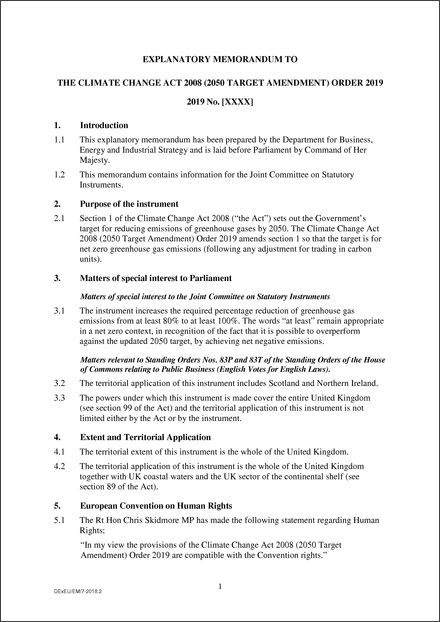 EXPLANATORY MEMORANDUM TO
THE CLIMATE CHANGE ACT 2008 (2050 TARGET AMENDMENT) ORDER 2019
2019 No. [XXXX]
1. Introduction
1.1 This explanatory memorandum has been prepared by the Department for Business,
Energy and Industrial Strategy and is laid before Parliament by Command of Her
Majesty.
1.2 This memorandum contains information for the Joint Committee on Statutory
Instruments.
2. Purpose of the instrument
2.1 Section 1 of the Climate Change Act 2008 (“the Act”) sets out the Government’s
target for reducing emissions of greenhouse gases by 2050. The Climate Change Act
2008 (2050 Target Amendment) Order 2019 amends section 1 so that the target is for
net zero greenhouse gas emissions (following any adjustment for trading in carbon
units).
3. Matters of special interest to Parliament
Matters of special interest to the Joint Committee on Statutory Instruments
3.1 The instrument increases the required percentage reduction of greenhouse gas
emissions from at least 80% to at least 100%. The words “at least” remain appropriate
in a net zero context, in recognition of the fact that it is possible to overperform
against the updated 2050 target, by achieving net negative emissions.
Matters relevant to Standing Orders Nos. 83P and 83T of the Standing Orders of the House
of Commons relating to Public Business (English Votes for English Laws).
3.2 The territorial application of this instrument includes Scotland and Northern Ireland.
3.3 The powers under which this instrument is made cover the entire United Kingdom
(see section 99 of the Act) and the territorial application of this instrument is not
limited either by the Act or by the instrument.
4. Extent and Territorial Application
4.1 The territorial extent of this instrument is the whole of the United Kingdom.
4.2 The territorial application of this instrument is the whole of the United Kingdom
together with UK coastal waters and the UK sector of the continental shelf (see
section 89 of the Act).
5. European Convention on Human Rights
5.1 The Rt Hon Chris Skidmore MP has made the following statement regarding Human
Rights:
“In my view the provisions of the Climate Change Act 2008 (2050 Target
Amendment) Order 2019 are compatible with the Convention rights.”
1
DExEU/EM/7-2018.2